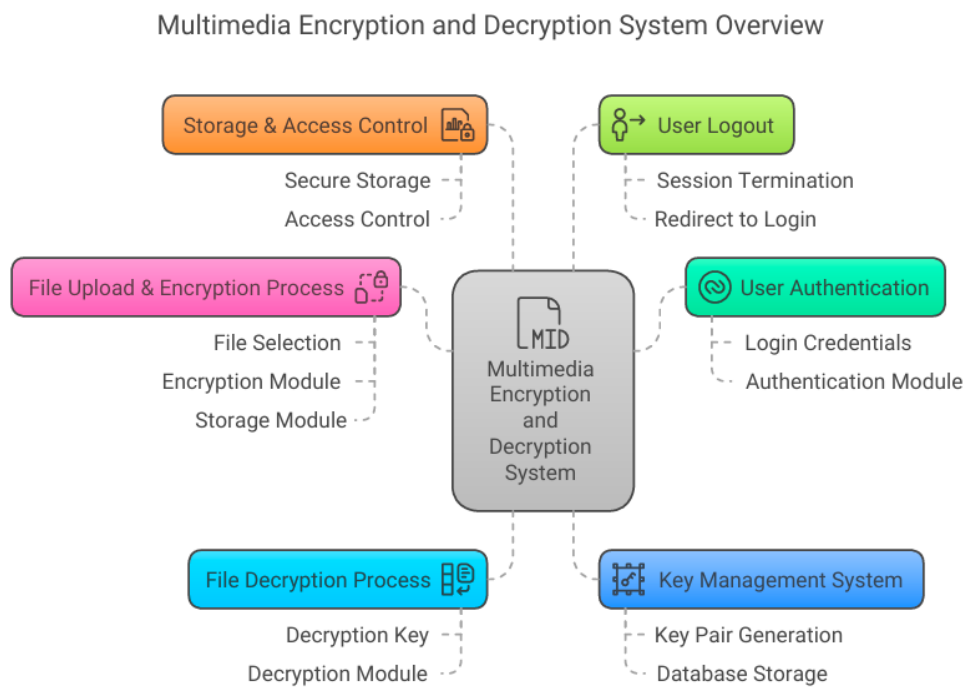 Multimedia Encryption and Decryption System Overview
Storage & Access Control
Secure Storage
Access Control
User Logout
Session Termination
Redirect to Login
File Upload & Encryption Process
File Selection
Encryption Module
Storage Module
MID
Multimedia
Encryption
and
Decryption
System
User Authentication
Login Credentials
Authentication Module
File Decryption Process
Decryption Key
Decryption Module
Key Management System
Key Pair Generation
Database Storage